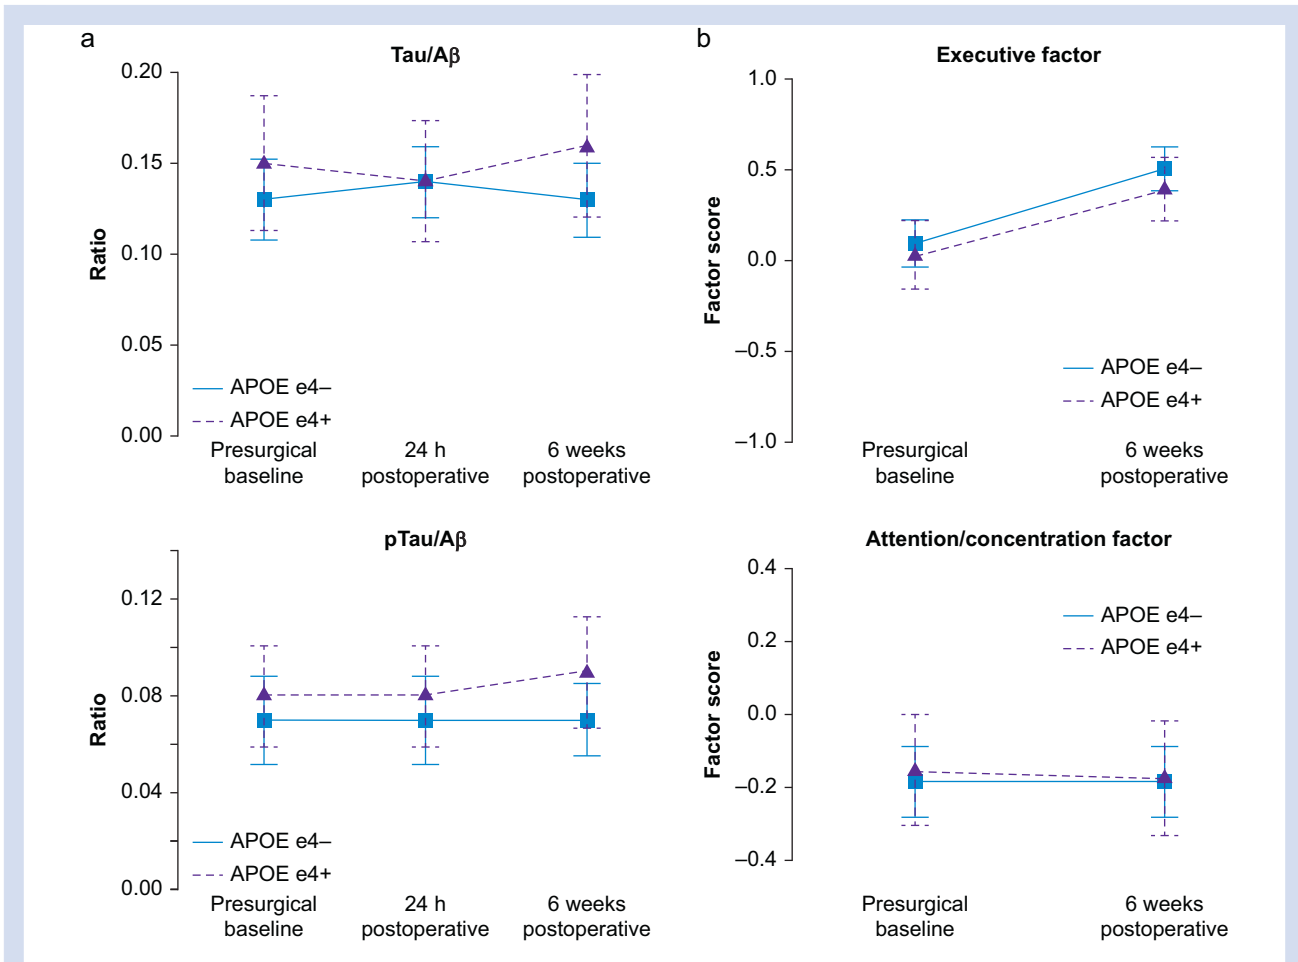 a
Tau/Aβ
0.20
0.15
0.10
0.05
0.00
Ratio
APOE e4–
APOE e4+
Presurgical
baseline
24 h
postoperative
6 weeks
postoperative
pTau/Aβ
0.12
0.08
0.04
0.00
Ratio
APOE e4–
APOE e4+
Presurgical
baseline
24 h
postoperative
6 weeks
postoperative
b
Executive factor
1.0
0.5
0.0
–0.5
–1.0
Factor score
APOE e4–
APOE e4+
Presurgical
baseline
6 weeks
postoperative
Attention/concentration factor
0.4
0.2
0.0
–0.2
–0.4
Factor score
APOE e4–
APOE e4+
Presurgical
baseline
6 weeks
postoperative